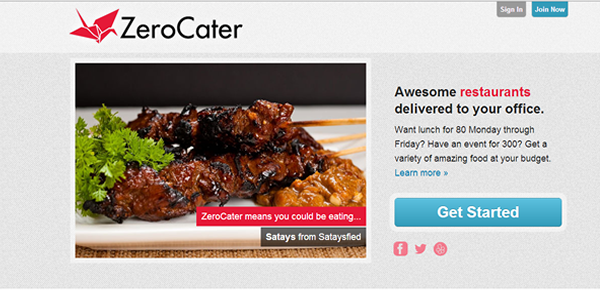 ZeroCater
Sign In
Join Now
Awesome restaurants
delivered to your office.
Want lunch for 80 Monday through
Friday? Have an event for 300? Get a
variety of amazing food at your budget.
Learn more »
Get Started
ZeroCater means you could be eating...
Satays from Sataysfied